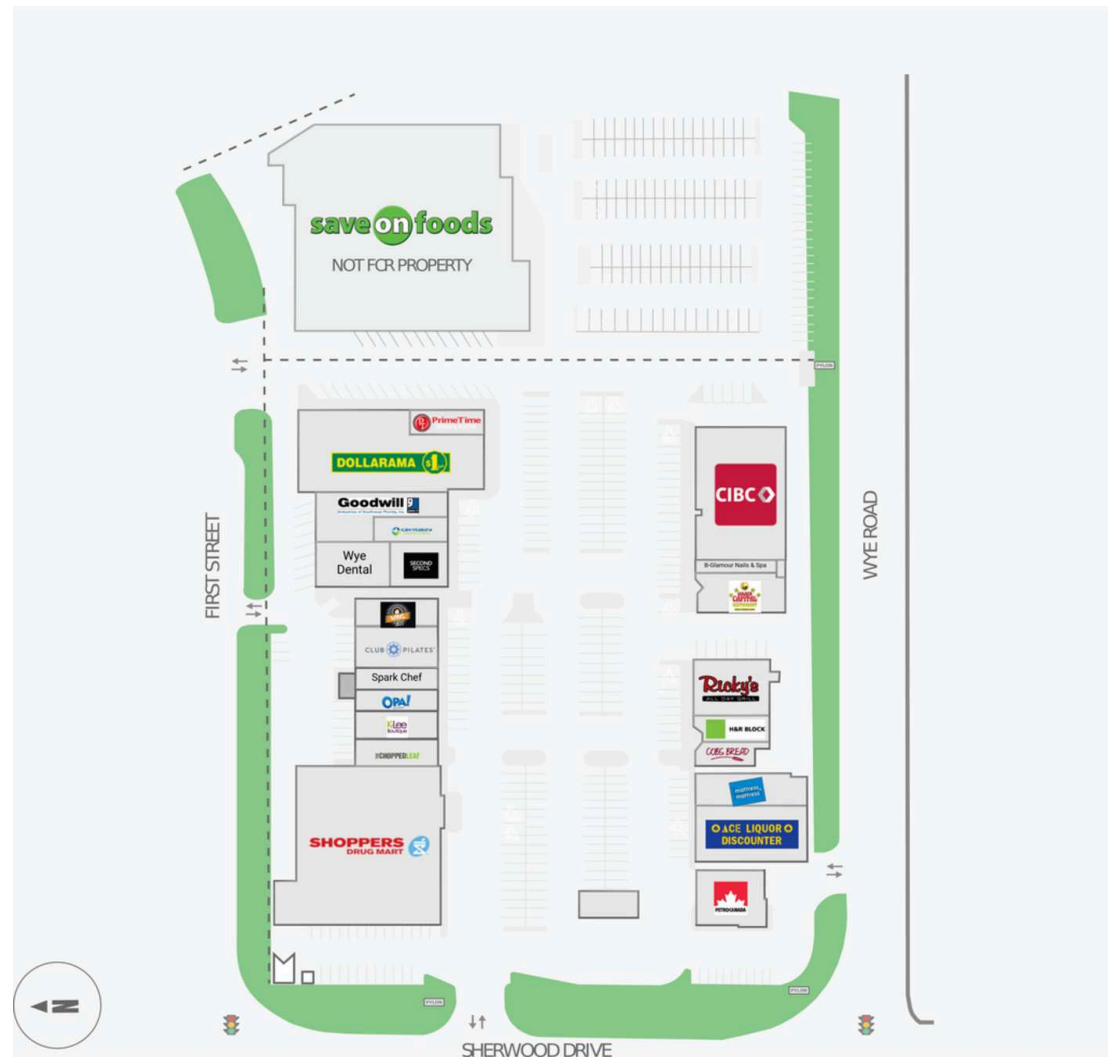 save on foods
NOT FCR PROPERTY
PYLON
PrimeTime
DOLLARAMA $1
Goodwill
Wye
Dental
SECOND
SPECS
CIBC
B-Glamour Nails & Spa
FIRST STREET
WYE ROAD
CLUB PILATES
Spark Chef
OPA!
KLee
Boutique
CHOPPED LEAF
Ricky's
ALL DAY GRILL
H&R BLOCK
COBS BREAD
mattress
mattress
ACE LIQUOR
DISCOUNTER
SHOPPERS
DRUG MART
PETRO-CANADA
N
PYLON
PYLON
SHERWOOD DRIVE